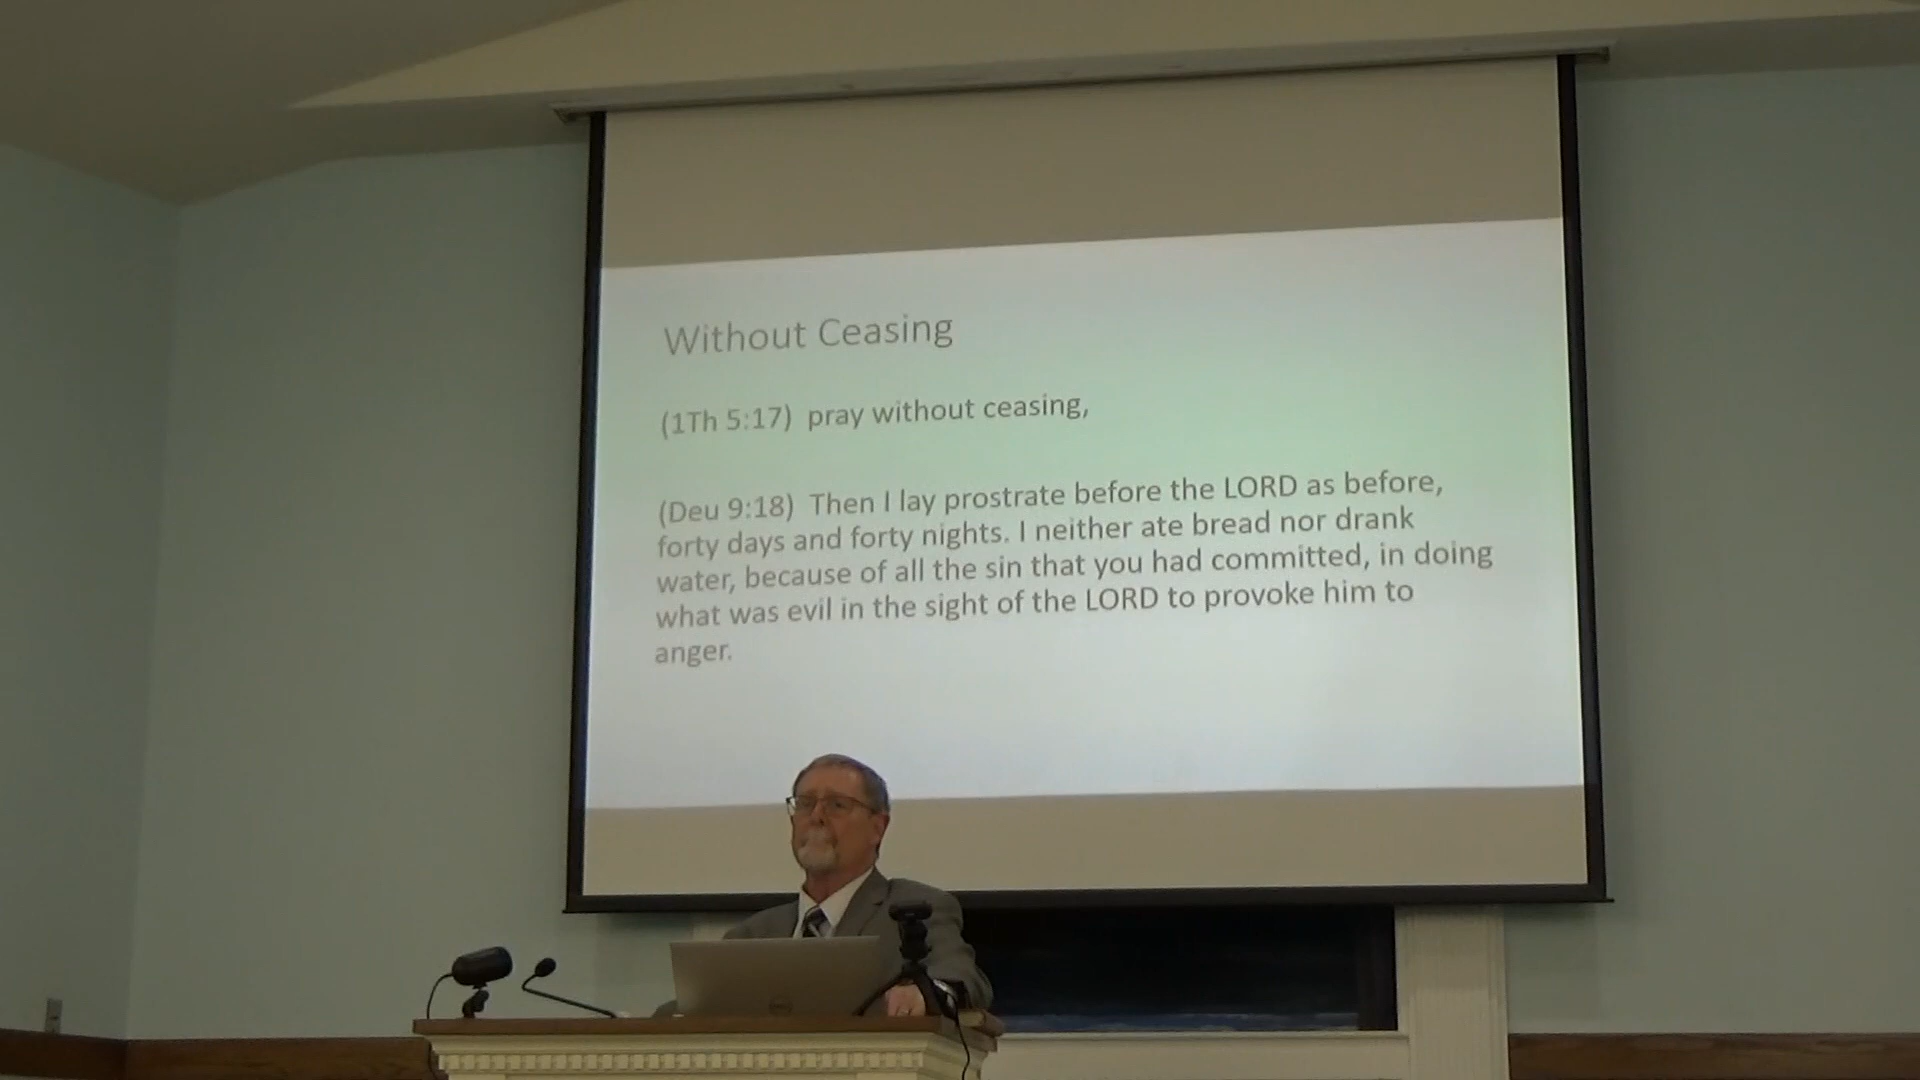 Without Ceasing
(1Th 5:17) pray without ceasing,
(Deu 9:18) Then I lay prostrate before the LORD as before,
forty days and forty nights. I neither ate bread nor drank
water, because of all the sin that you had committed, in doing
what was evil in the sight of the LORD to provoke him to
anger.